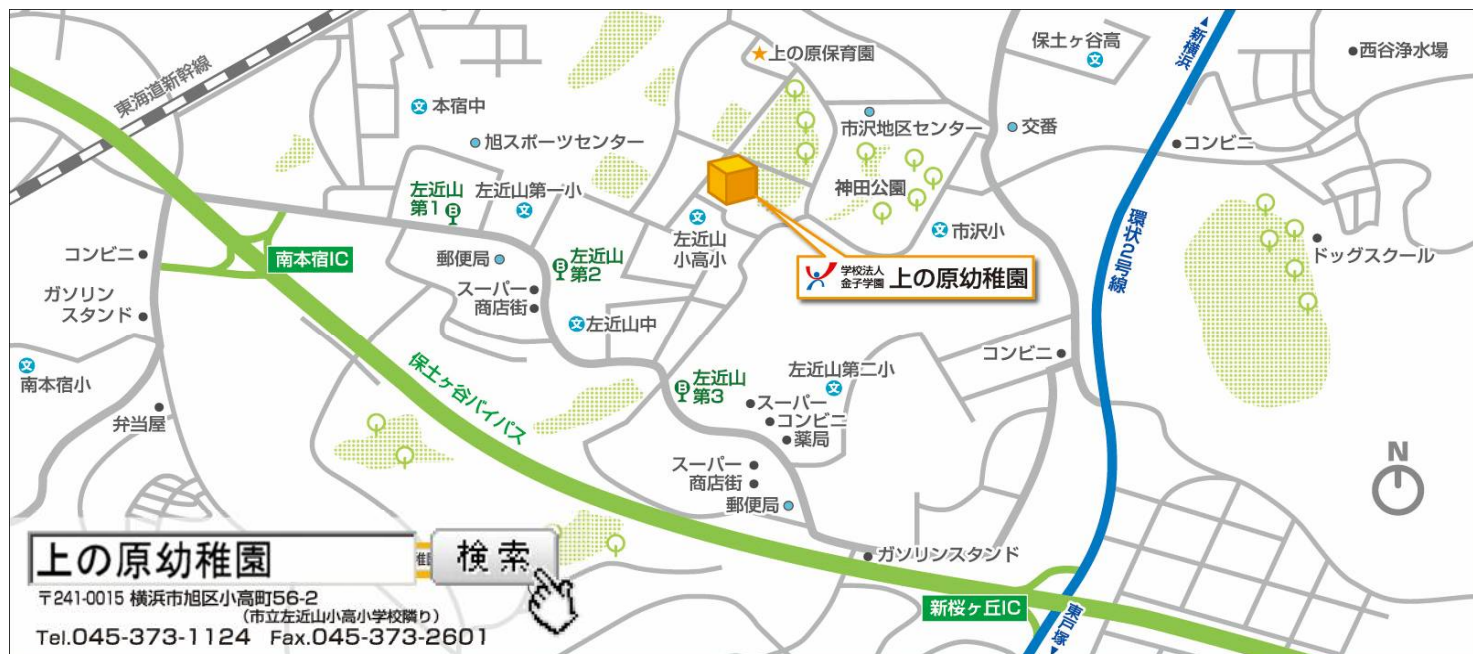 東海道新幹線
本宿中
旭スポーツセンター
上の原保育園
保土ヶ谷高
▲新横浜
西谷浄水場
市沢地区センター
交番
コンビニ
左近山
第1
左近山第一小
神田公園
左近山
小高小
市沢小
環状2号線
ドッグスクール
コンビニ
南本宿IC
郵便局
左近山
第2
学校法人
金子学園
上の原幼稚園
ガソリン
スタンド
スーパー
商店街
左近山中
南本宿小
保土ヶ谷バイパス
左近山
第3
左近山第二小
コンビニ
弁当屋
スーパー
コンビニ
薬局
スーパー
商店街
郵便局
N
ガソリンスタンド
新桜ヶ丘IC
東戸塚▼
上の原幼稚園
検索
〒241-0015 横浜市旭区小高町56-2
(市立左近山小高小学校隣り)
Tel.045-373-1124 Fax.045-373-2601